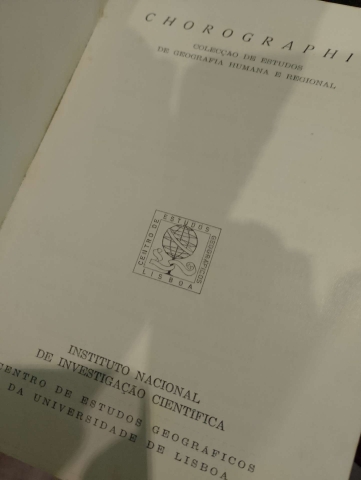 CHOROGRAPHI
COLECÇÃO DE ESTUDOS
DE GEOGRAFIA HUMANA E REGIONAL
CENTRO DE ESTUDOS GEOGRÁFICOS LISBOA
INSTITUTO NACIONAL
DE INVESTIGAÇÃO CIENTÍFICA
CENTRO DE ESTUDOS GEOGRÁFICOS
DA UNIVERSIDADE DE LISBOA